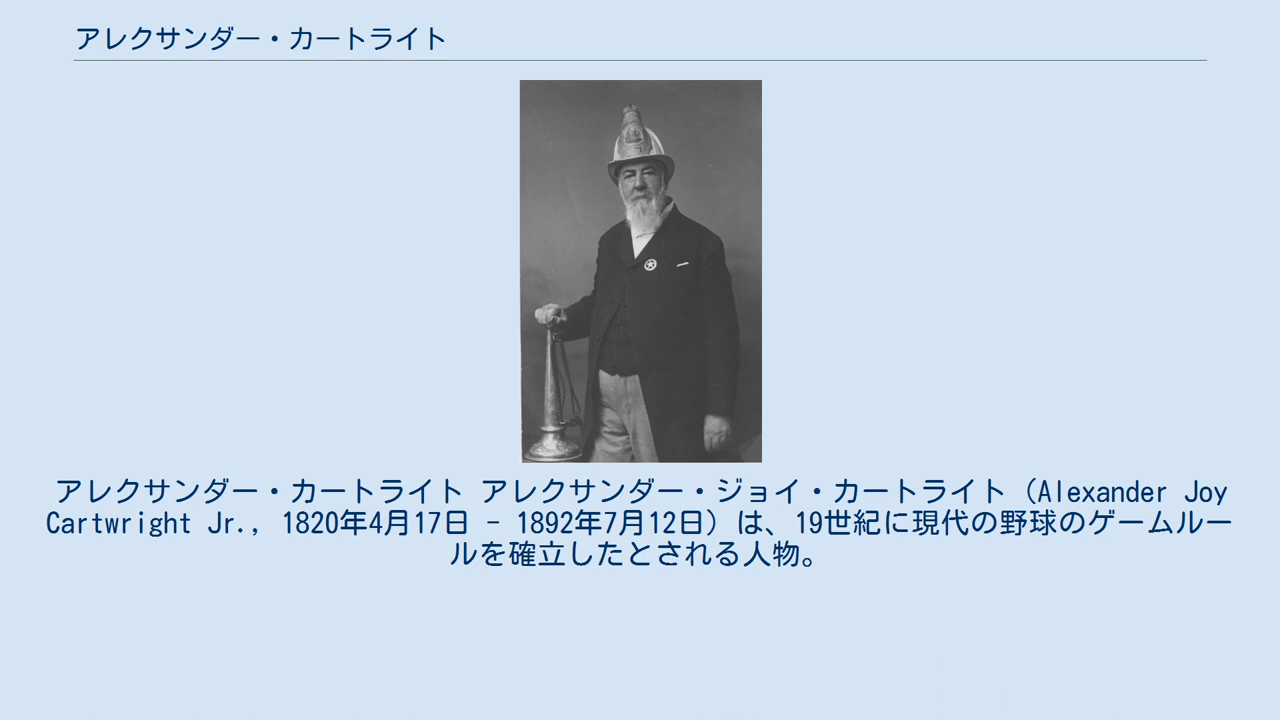 アレクサンダー・カートライト
アレクサンダー・カートライト アレクサンダー・ジョイ・カートライト（Alexander Joy
Cartwright Jr., 1820年4月17日 - 1892年7月12日）は、19世紀に現代の野球のゲームルー
ルを確立したとされる人物。